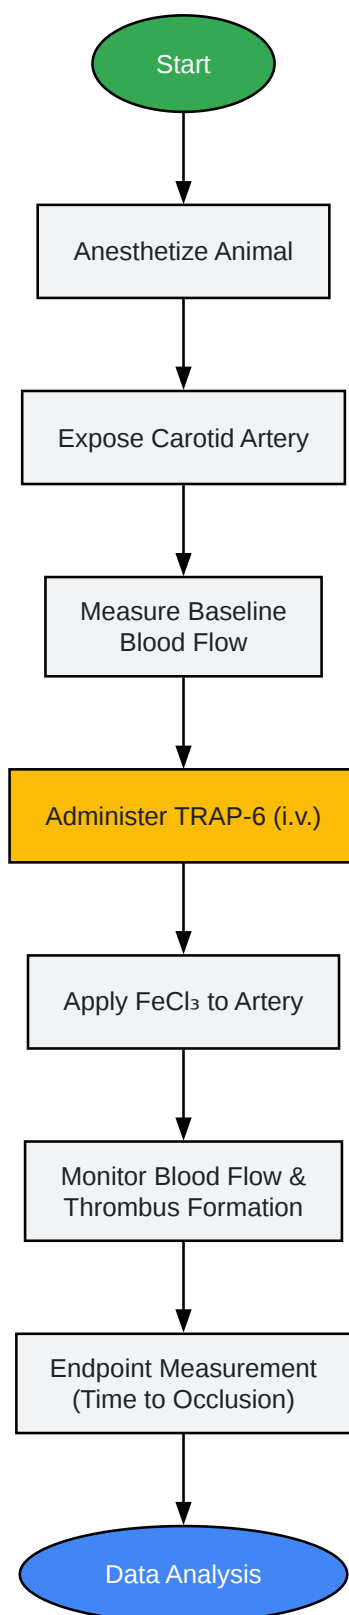 Start
Anesthetize Animal
Expose Carotid Artery
Measure Baseline
Blood Flow
Administer TRAP-6 (i.v.)
Apply FeCl₃ to Artery
Monitor Blood Flow &
Thrombus Formation
Endpoint Measurement
(Time to Occlusion)
Data Analysis